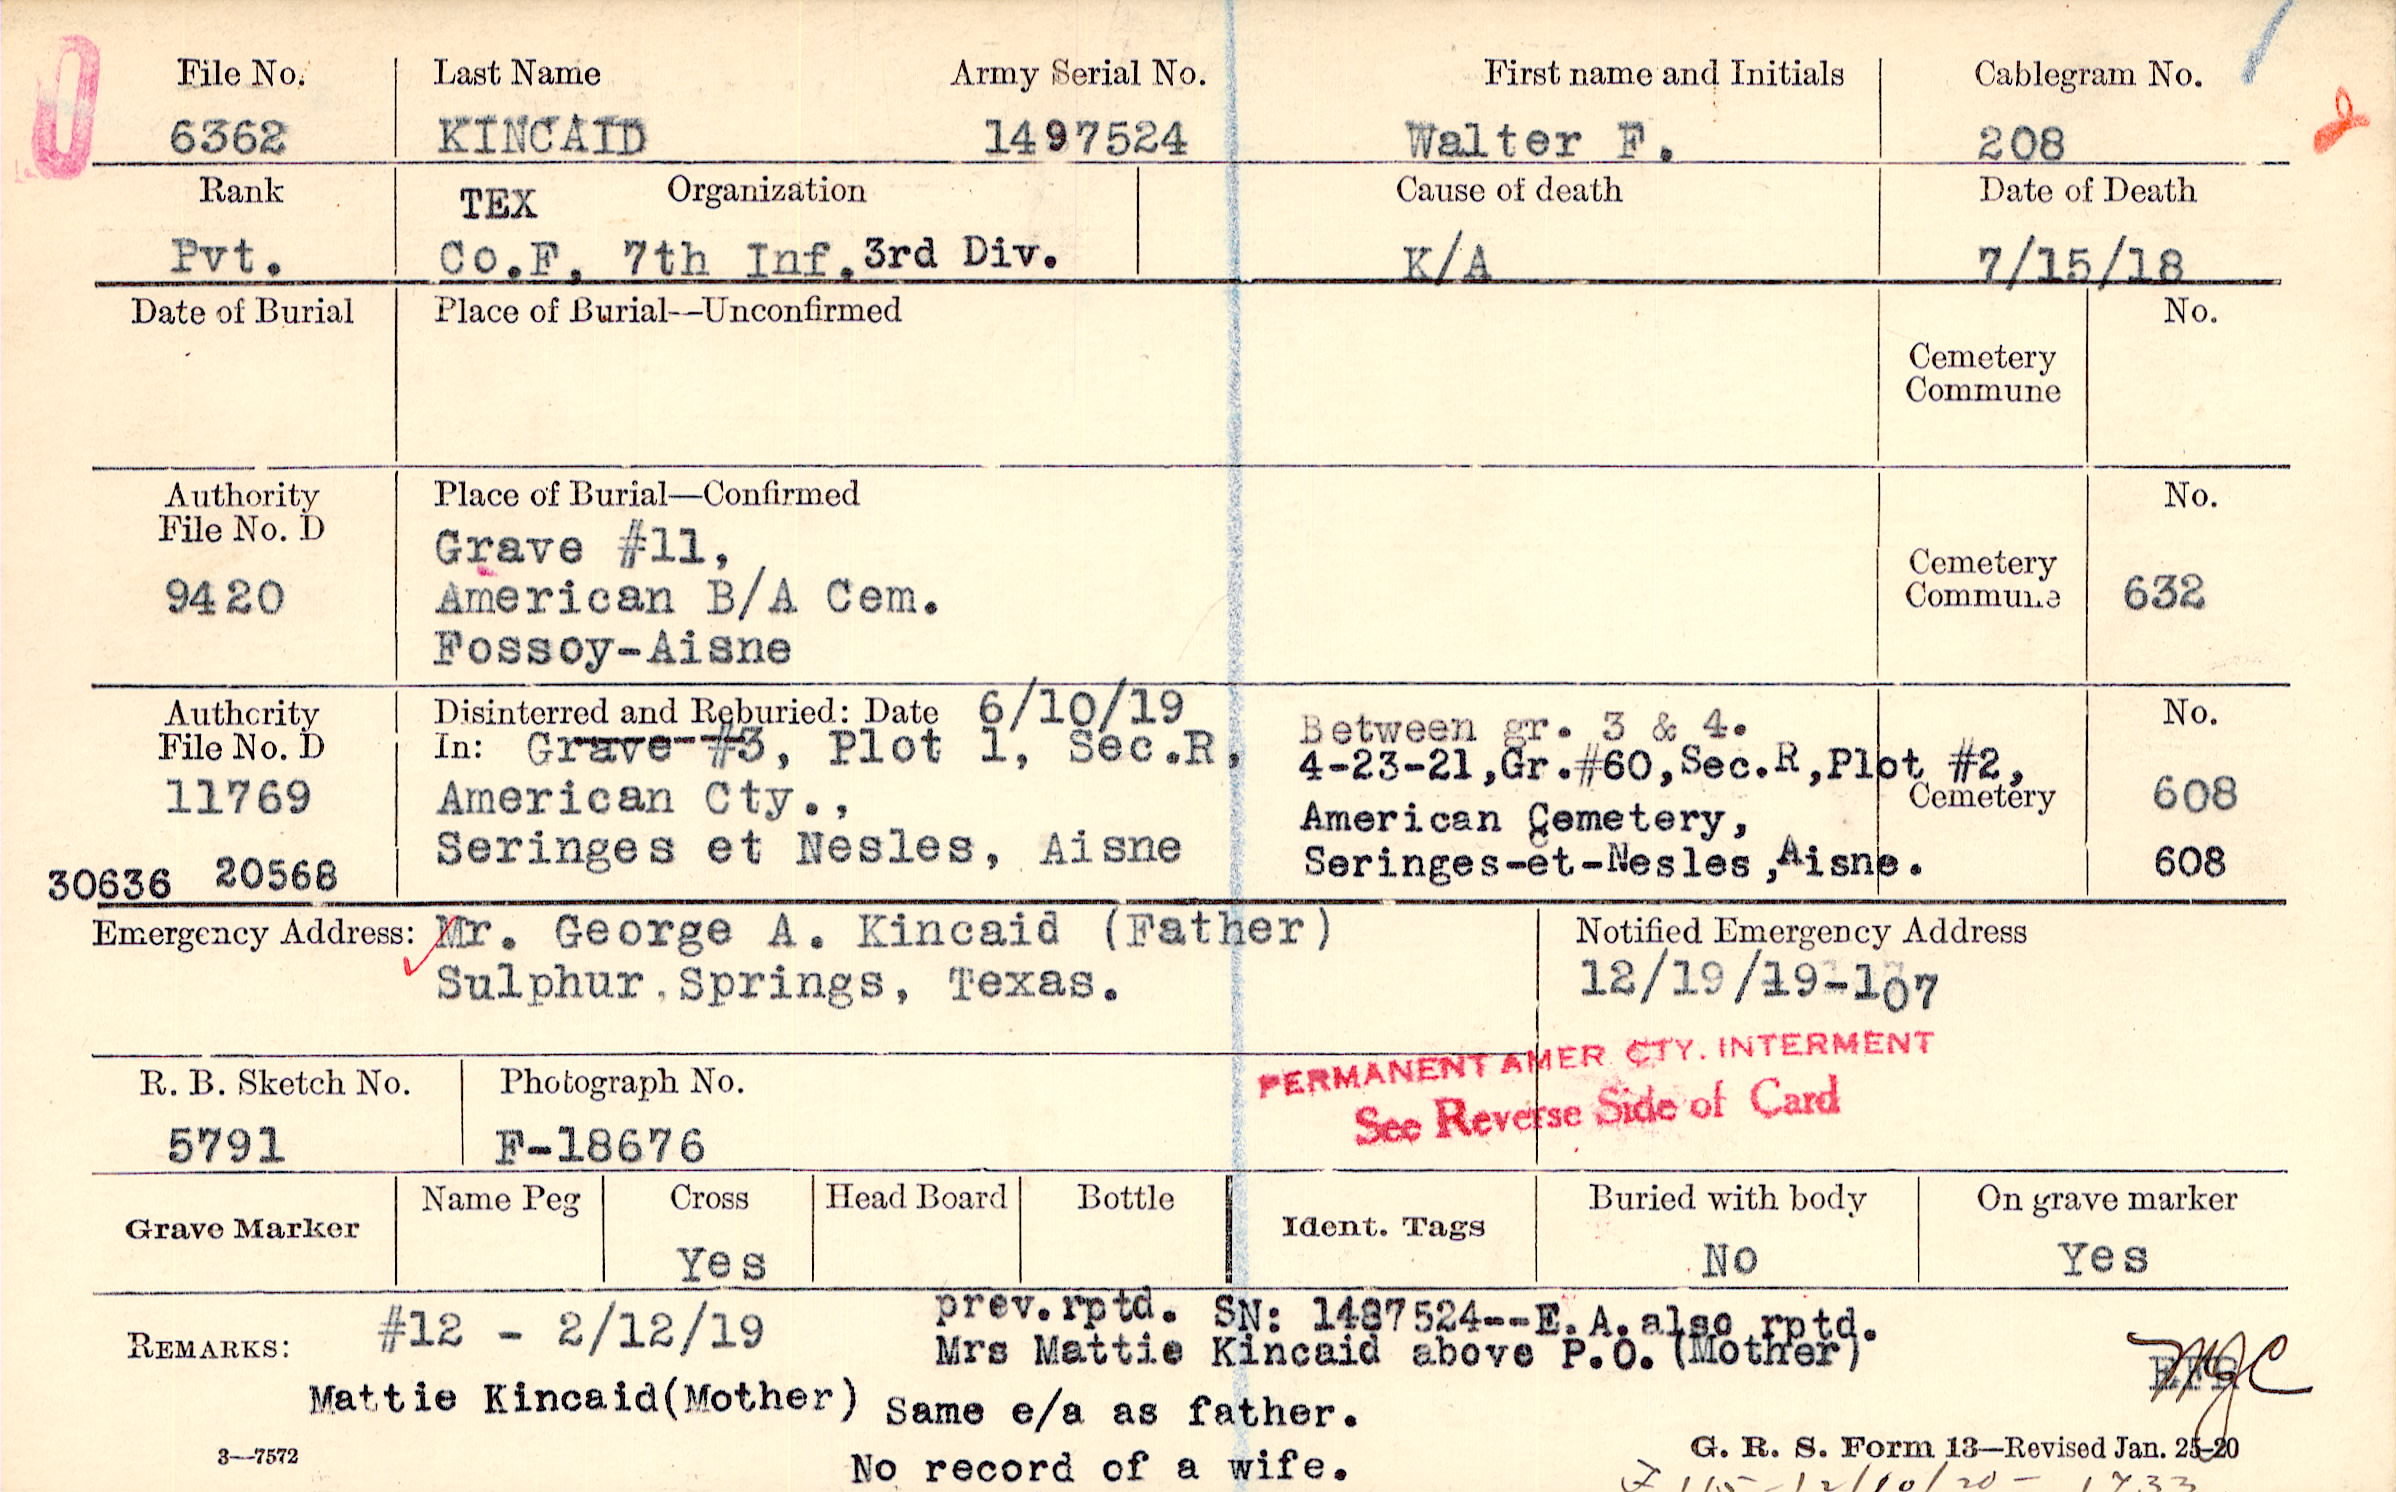 File No. Last Name Army Serial No. First name and Initials Cablegram No.
6362 KINCAID 1497524 Walter F. 208
Rank TEX Organization Cause of death Date of Death
Pvt. Co.F, 7th Inf. 3rd Div. K/A 7/15/18
Date of Burial Place of Burial—Unconfirmed No.
Cemetery
Commune
Authority Place of Burial—Confirmed No.
File No. D
Grave #11,
9420 American B/A Cem. Cemetery
Commune 632
Fossoy-Aisne
Authority Disinterred and Reburied: Date 6/10/19 Between gr. 3 & 4. No.
File No. D In: Grave #3, Plot 1, Sec.R, 4-23-21,Gr.#60,Sec.R,Plot #2,
11769 American Cty., American Cemetery, Cemetery 608
30636 20568 Seringes et Nesles, Aisne Seringes-et-Nesles,Aisne. 608
Emergency Address: Mr. George A. Kincaid (Father) Notified Emergency Address
Sulphur Springs, Texas. 12/19/19-107
PERMANENT AMER CTY. INTERMENT
See Reverse Side of Card
R. B. Sketch No. Photograph No.
5791 F-18676
Grave Marker Name Peg Cross Head Board Bottle Ident. Tags Buried with body On grave marker
Yes No Yes
REMARKS: #12 - 2/12/19 prev.rptd. SN: 1487524--E.A.also rptd.
Mrs Mattie Kincaid above P.O.(Mother)
Mattie Kincaid(Mother) Same e/a as father.
No record of a wife.
3—7572 G. R. S. Form 13—Revised Jan. 25-20